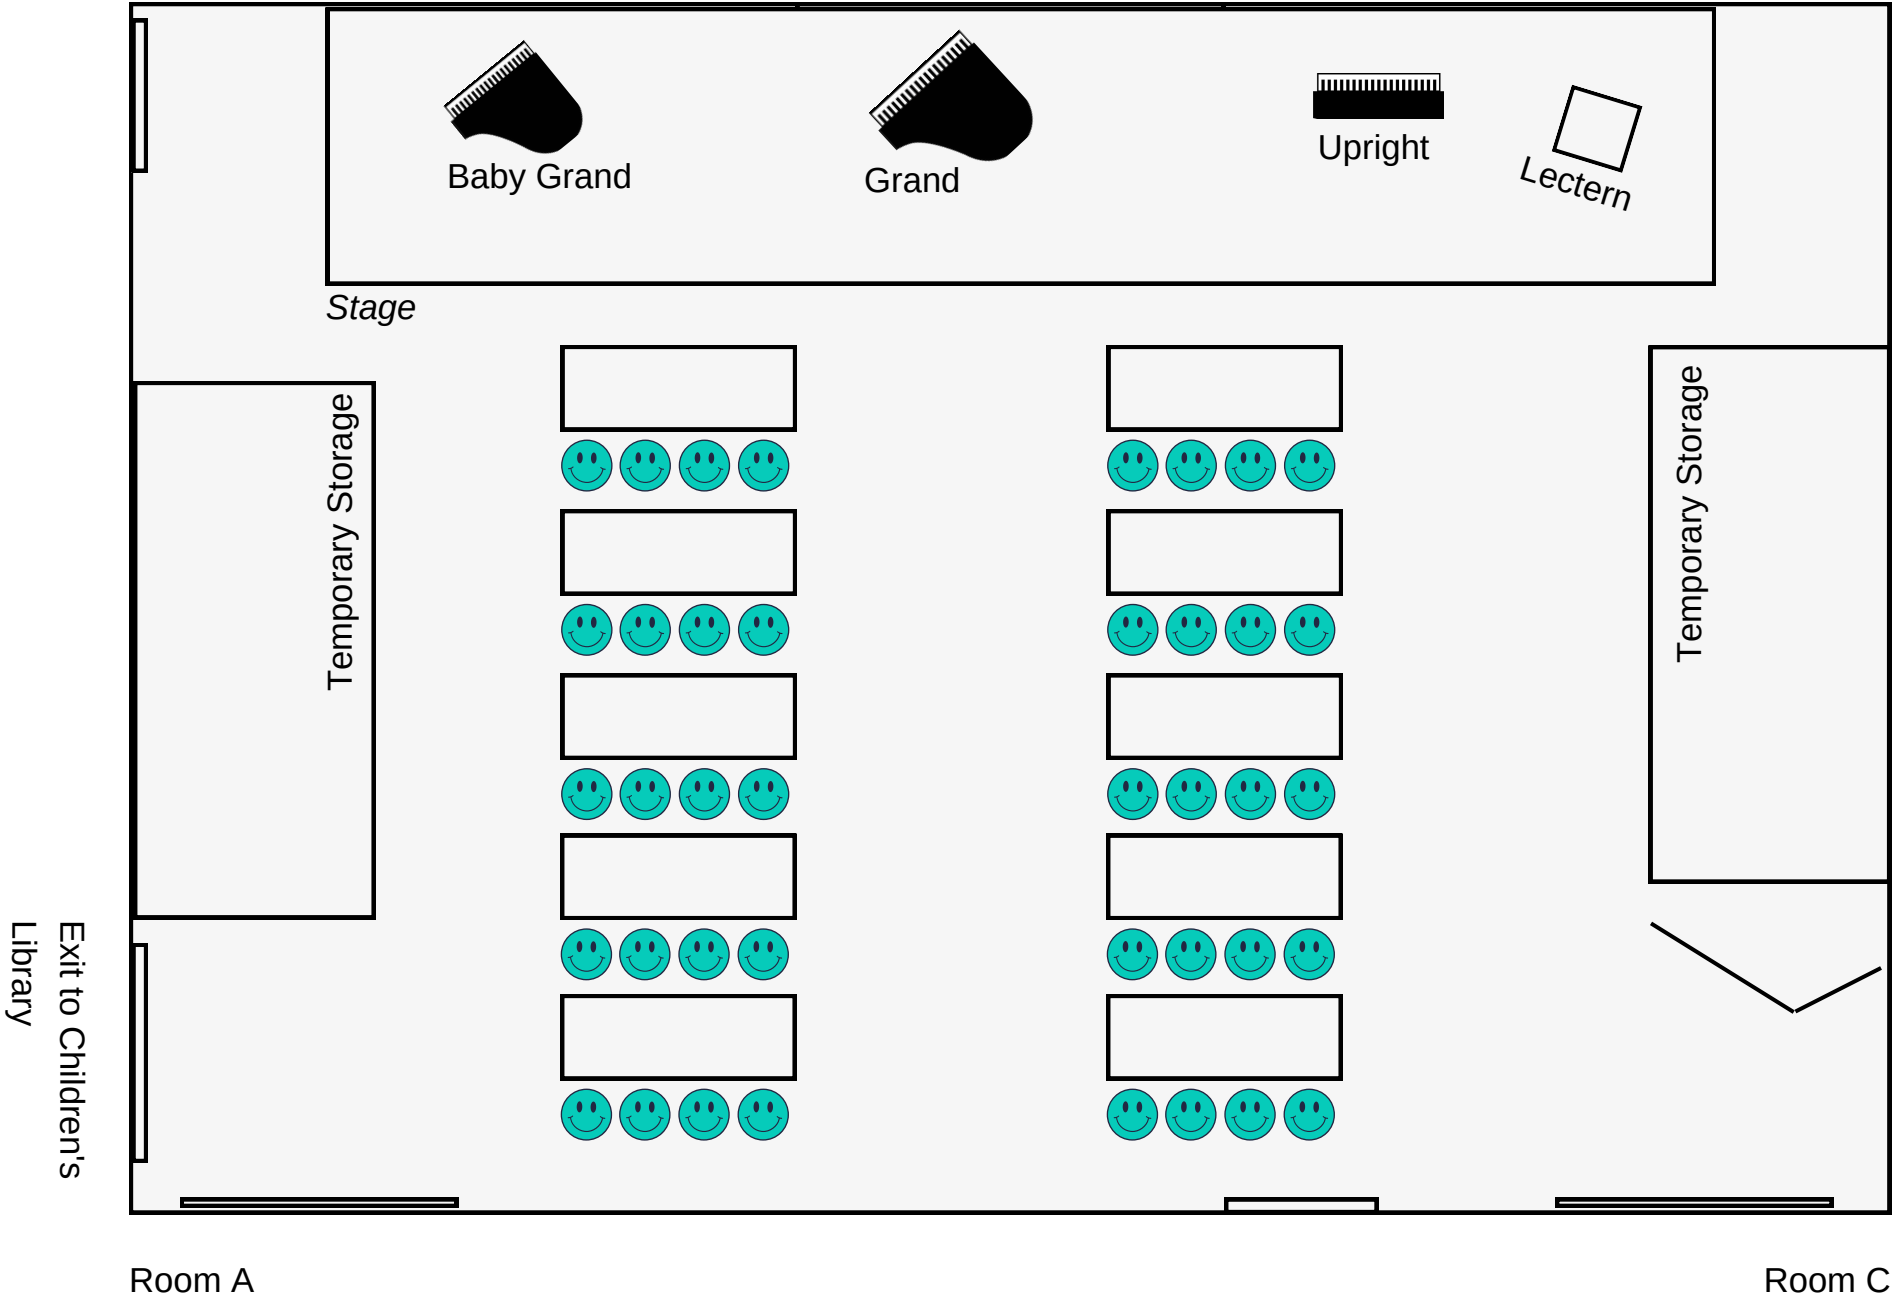 Baby Grand
Grand
Upright
Lectern
Stage
Temporary Storage
Temporary Storage
Exit to Children's
Library
Room A
Room C